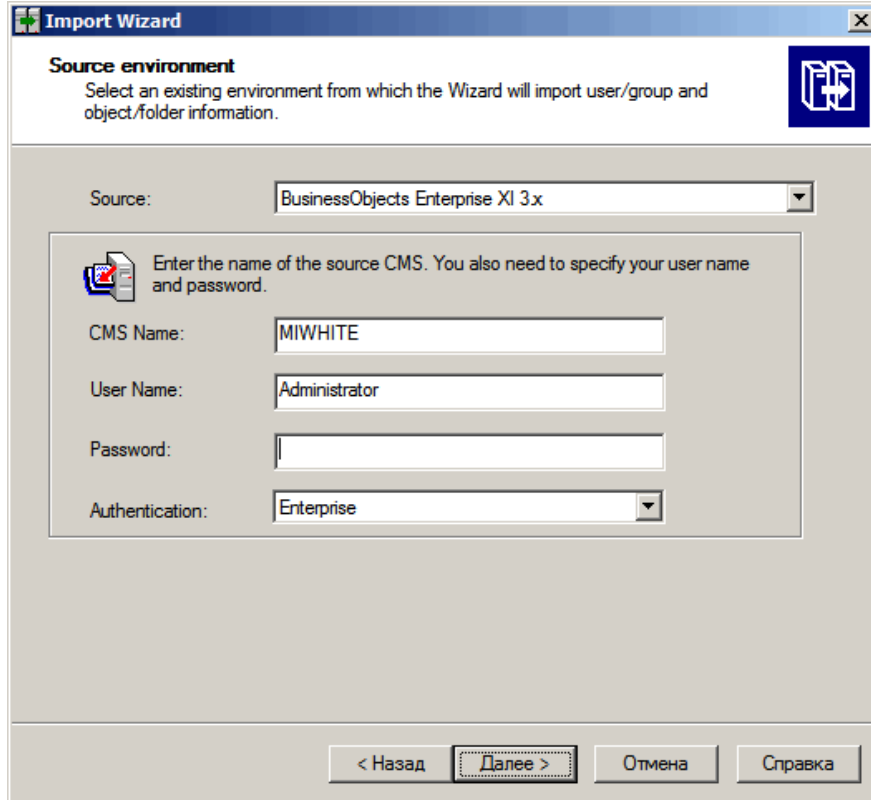 Import Wizard
Source environment
Select an existing environment from which the Wizard will import user/group and
object/folder information.
Source: BusinessObjects Enterprise XI 3.x
Enter the name of the source CMS. You also need to specify your user name
and password.
CMS Name: MIWHITE
User Name: Administrator
Password:
Authentication: Enterprise
< Назад Далее > Отмена Справка